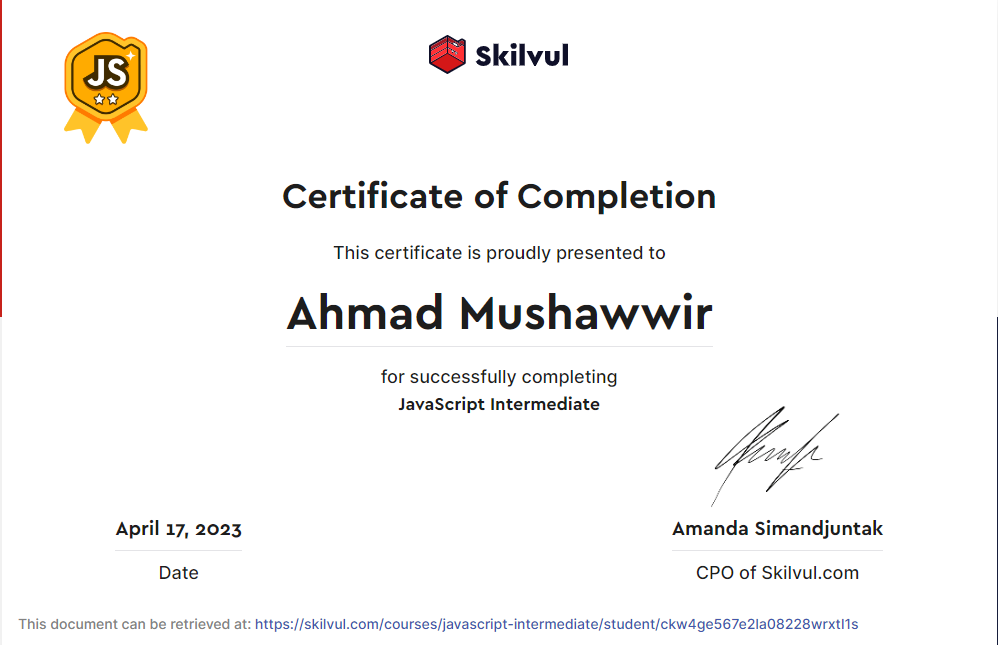 JS
Skilvul
Certificate of Completion
This certificate is proudly presented to
Ahmad Mushawwir
for successfully completing
JavaScript Intermediate
April 17, 2023
Date
Amanda Simandjuntak
CPO of Skilvul.com
This document can be retrieved at: https://skilvul.com/courses/javascript-intermediate/student/ckw4ge567e2la08228wrxtl1s